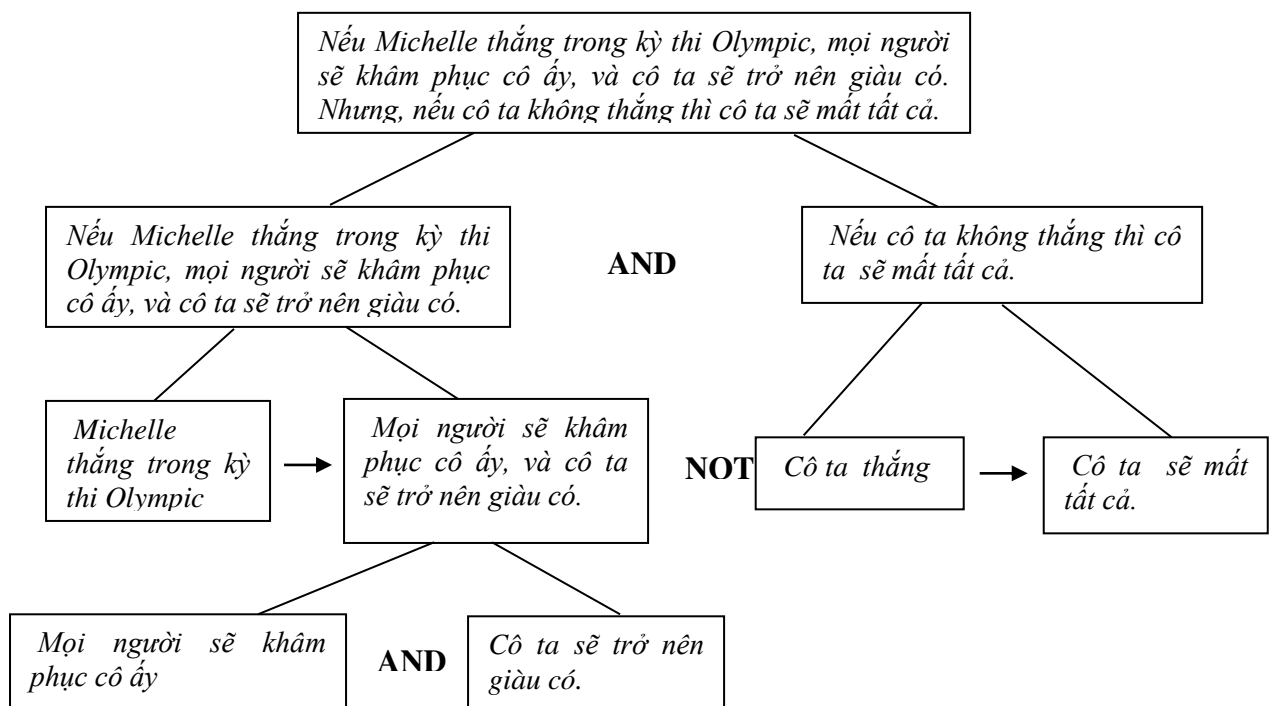 Nếu Michelle thắng trong kỳ thi Olympic, mọi người
sẽ khâm phục cô ấy, và cô ta sẽ trở nên giàu có.
Nhưng, nếu cô ta không thắng thì cô ta sẽ mất tất cả.
Nếu Michelle thắng trong kỳ thi
Olympic, mọi người sẽ khâm phục
cô ấy, và cô ta sẽ trở nên giàu có.
AND
Nếu cô ta không thắng thì cô
ta sẽ mất tất cả.
Michelle
thắng trong kỳ
thi Olympic
Mọi người sẽ khâm
phục cô ấy, và cô ta
sẽ trở nên giàu có.
NOT
Cô ta thắng
Cô ta sẽ mất
tất cả.
Mọi người sẽ khâm
phục cô ấy
AND
Cô ta sẽ trở nên
giàu có.